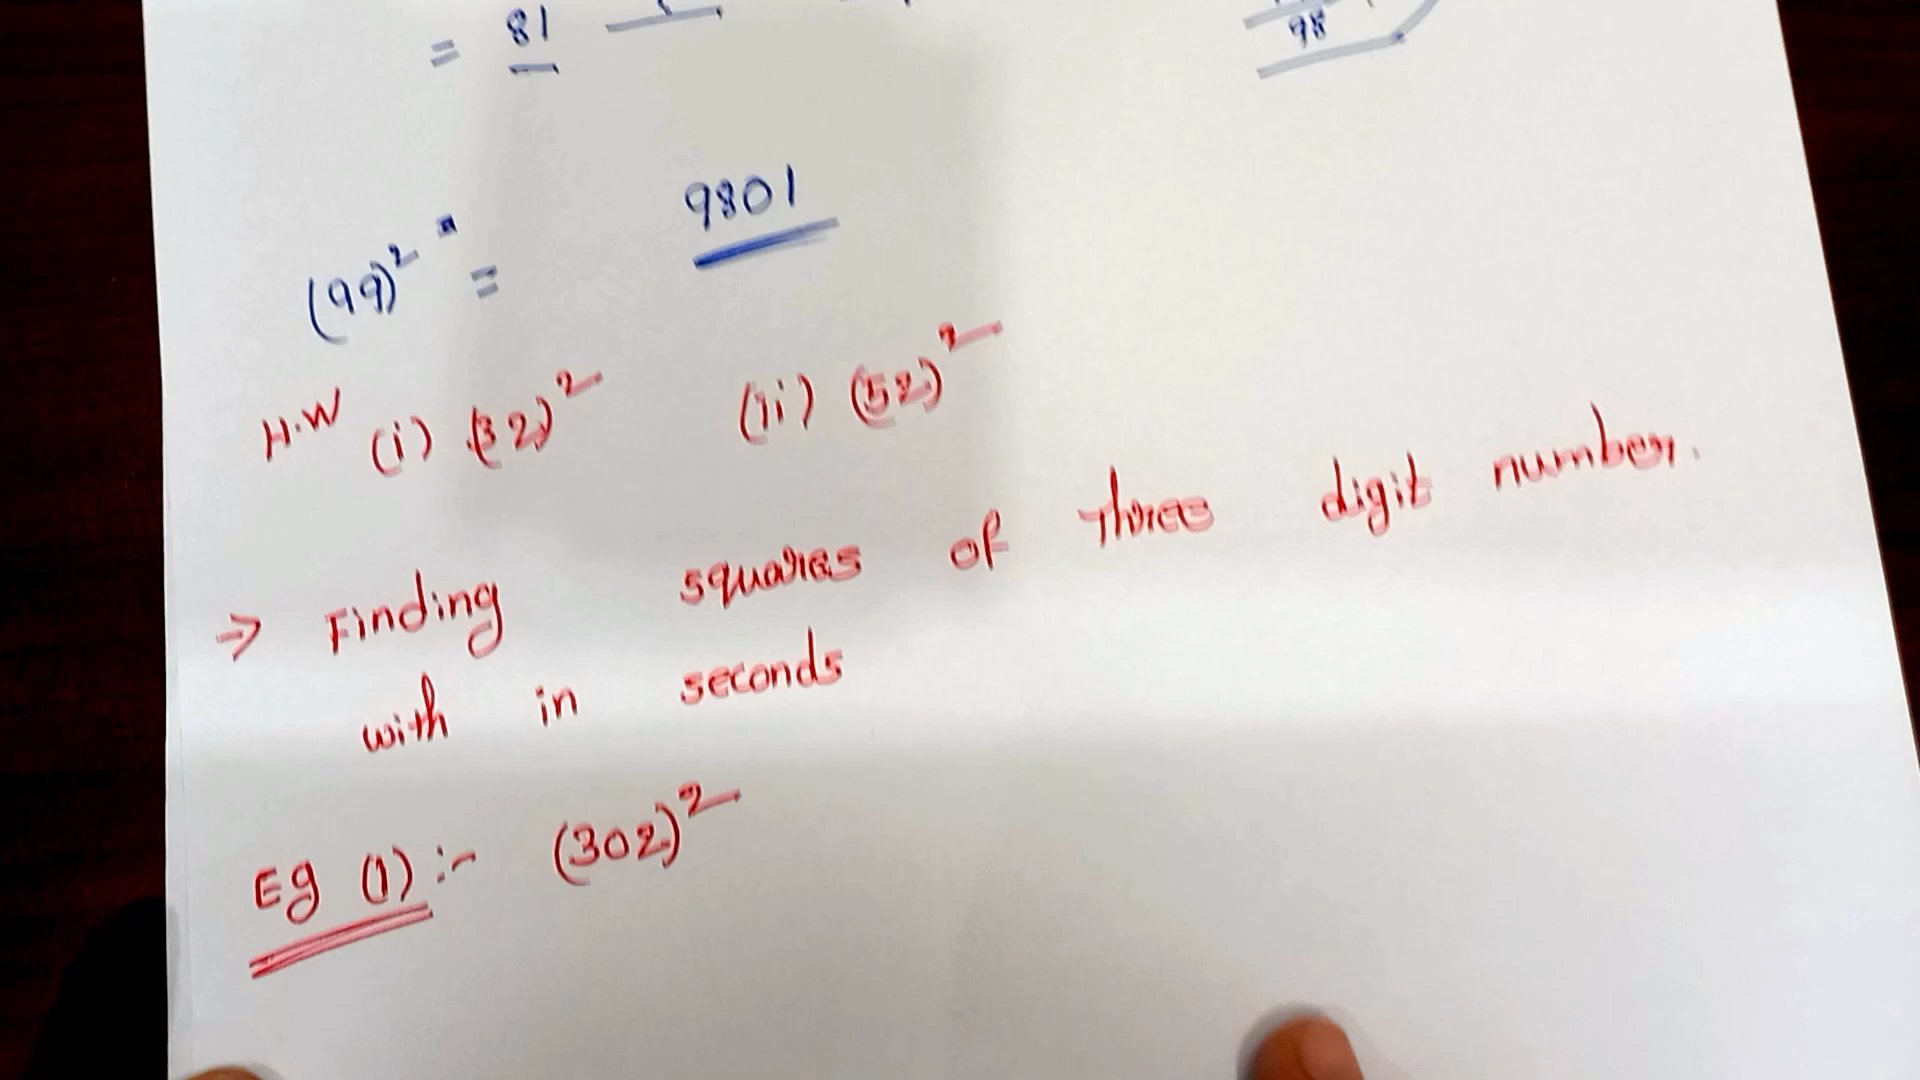 = 81
98
(99)² = 9801
H.W (i) (32)² (ii) (52)²
→ Finding squares of Three digit number.
with in seconds
Eg (1) :- (302)²